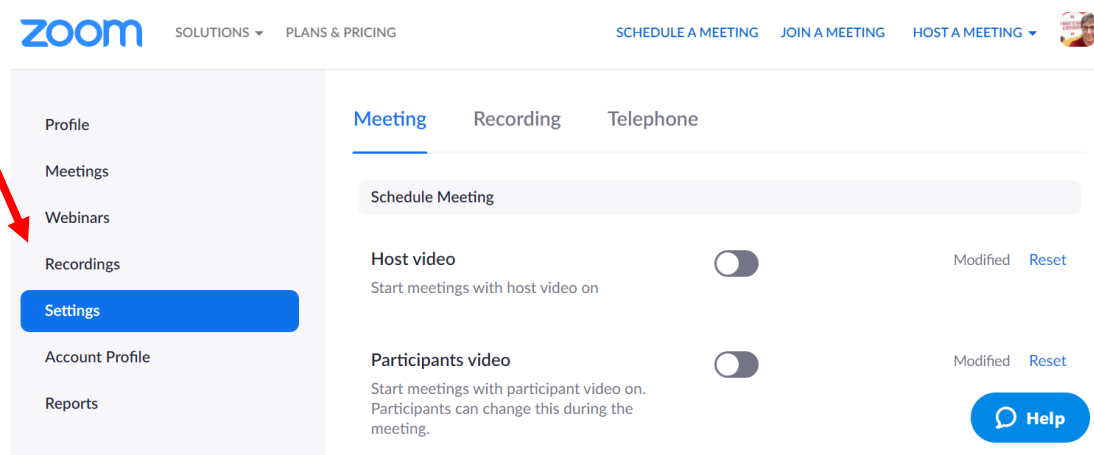 zoom SOLUTIONS PLANS & PRICING SCHEDULE A MEETING JOIN A MEETING HOST A MEETING
Profile
Meetings
Webinars
Recordings
Settings
Account Profile
Reports
Meeting Recording Telephone
Schedule Meeting
Host video Modified Reset
Start meetings with host video on
Participants video Modified Reset
Start meetings with participant video on.
Participants can change this during the
meeting.
Help